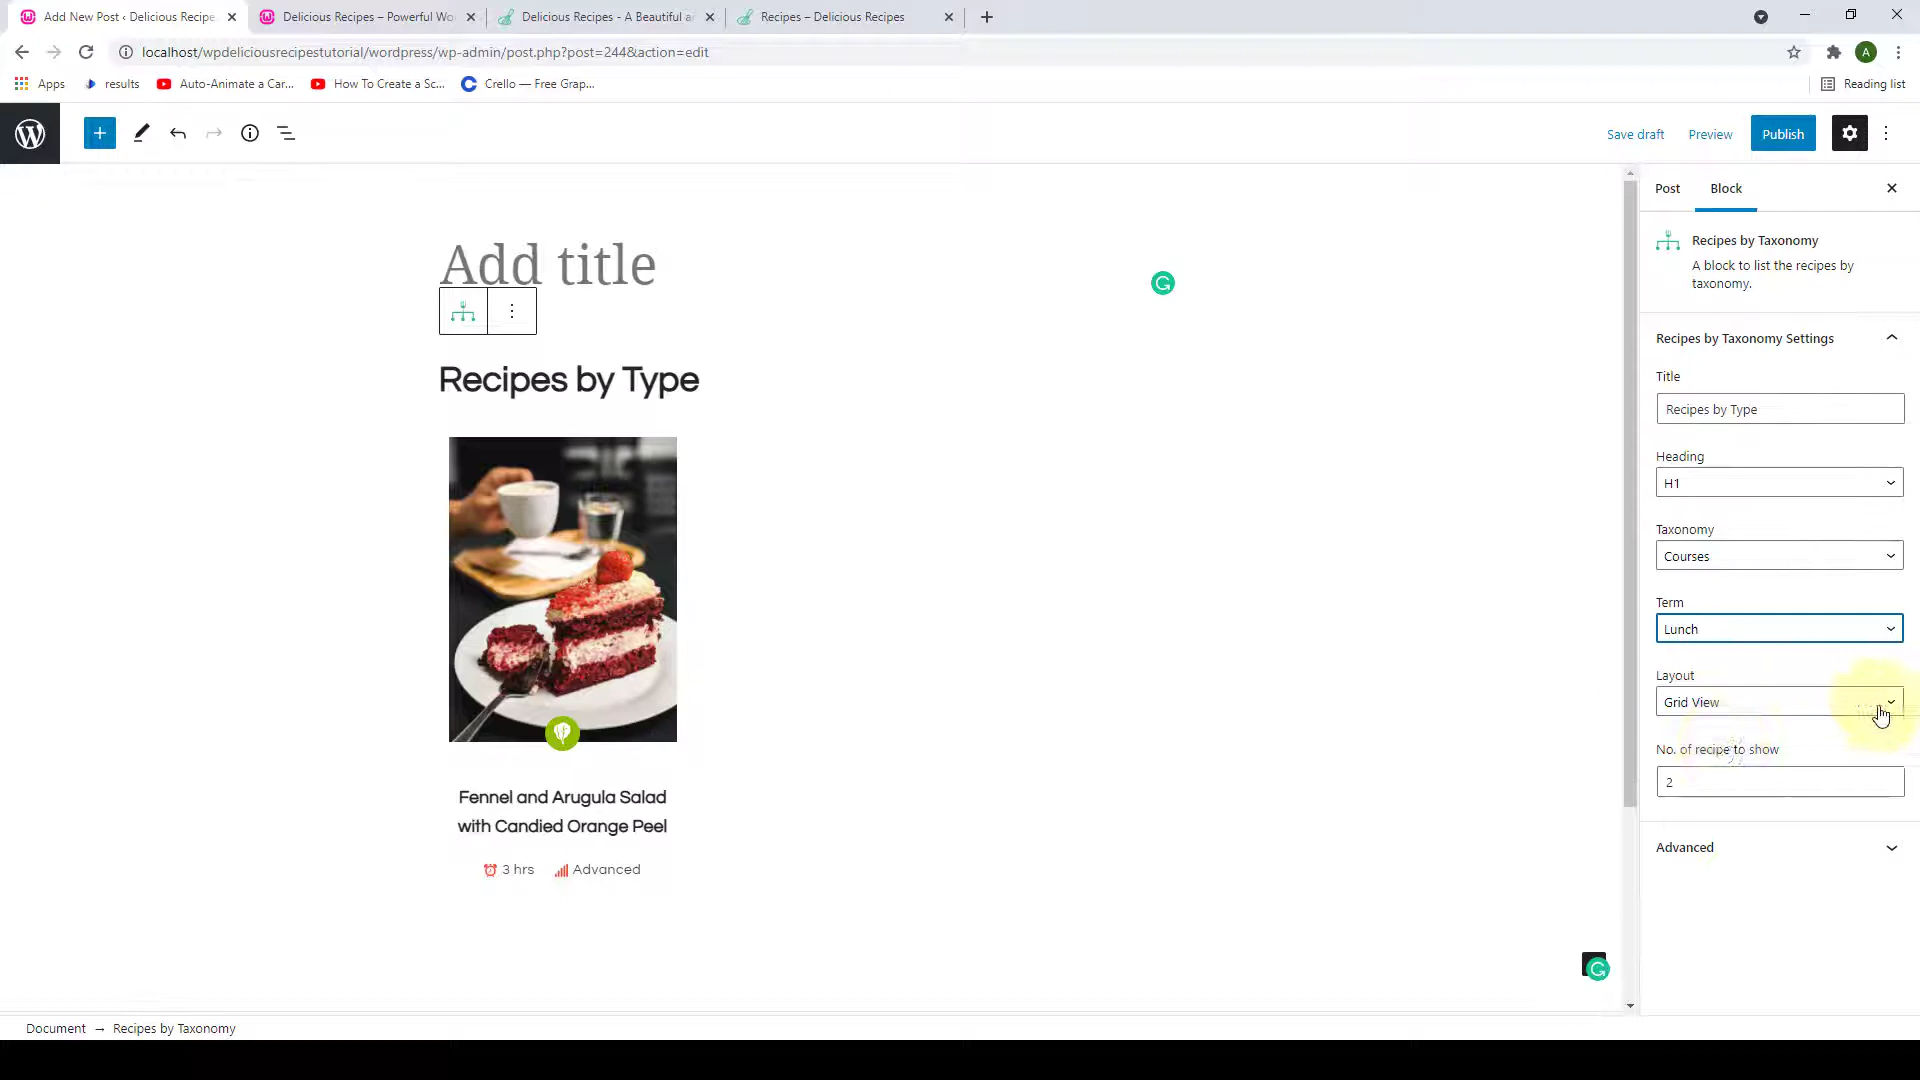 Add New Post ‹ Delicious Recipe
Delicious Recipes – Powerful Wo
Delicious Recipes - A Beautiful a
Recipes – Delicious Recipes
localhost/wpdeliciousrecipestutorial/wordpress/wp-admin/post.php?post=244&action=edit
A
Apps
results
Auto-Animate a Car...
How To Create a Sc...
Crello — Free Grap...
Reading list
Save draft
Preview
Publish
Post
Block
Recipes by Taxonomy
A block to list the recipes by
taxonomy.
Add title
Recipes by Type
Fennel and Arugula Salad
with Candied Orange Peel
3 hrs
Advanced
Recipes by Taxonomy Settings
Title
Recipes by Type
Heading
H1
Taxonomy
Courses
Term
Lunch
Layout
Grid View
No. of recipe to show
2
Advanced
Document → Recipes by Taxonomy